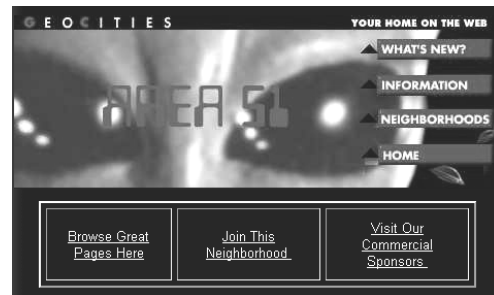 GEOCITIES
YOUR HOME ON THE WEB
WHAT'S NEW?
AREA 51
INFORMATION
NEIGHBORHOODS
HOME
Browse Great
Pages Here
Join This
Neighborhood
Visit Our
Commercial
Sponsors